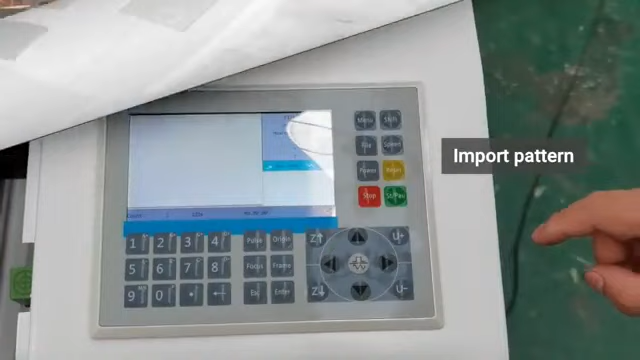 Menu Shift
File Speed
Import pattern
Power Reset
Stop St/Pau
1 2 3 4 Pulse Origin Z↑ U+
5 6 7 8 Focus Frame
9 0 Esc Enter Z↓ U-